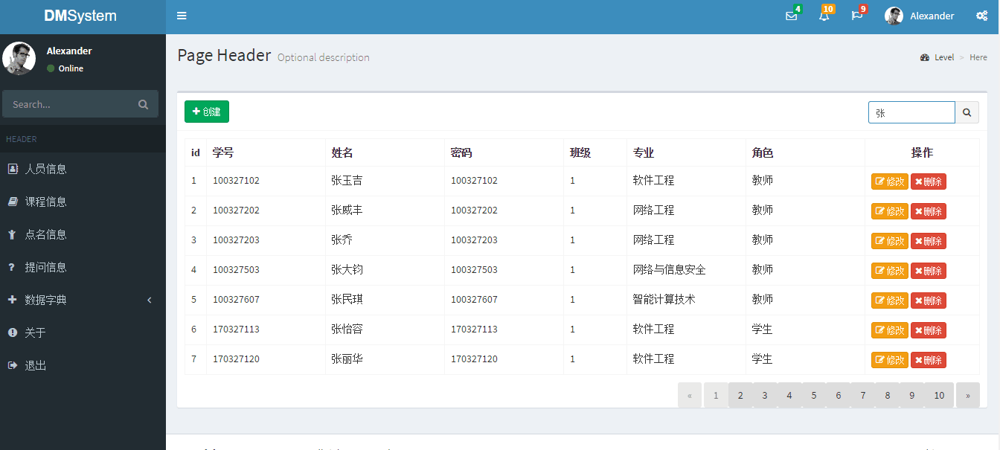 DMSystem
4 10 9 Alexander
Alexander
Online
Search...
HEADER
人员信息
课程信息
点名信息
提问信息
数据字典
关于
退出
Page Header Optional description
Level > Here
创建
张
id 学号 姓名 密码 班级 专业 角色 操作
1 100327102 张玉吉 100327102 1 软件工程 教师 修改 删除
2 100327202 张威丰 100327202 1 网络工程 教师 修改 删除
3 100327203 张乔 100327203 1 网络工程 教师 修改 删除
4 100327503 张大钧 100327503 1 网络与信息安全 教师 修改 删除
5 100327607 张民琪 100327607 1 智能计算技术 教师 修改 删除
6 170327113 张怡容 170327113 1 软件工程 学生 修改 删除
7 170327120 张丽华 170327120 1 软件工程 学生 修改 删除
« 1 2 3 4 5 6 7 8 9 10 »